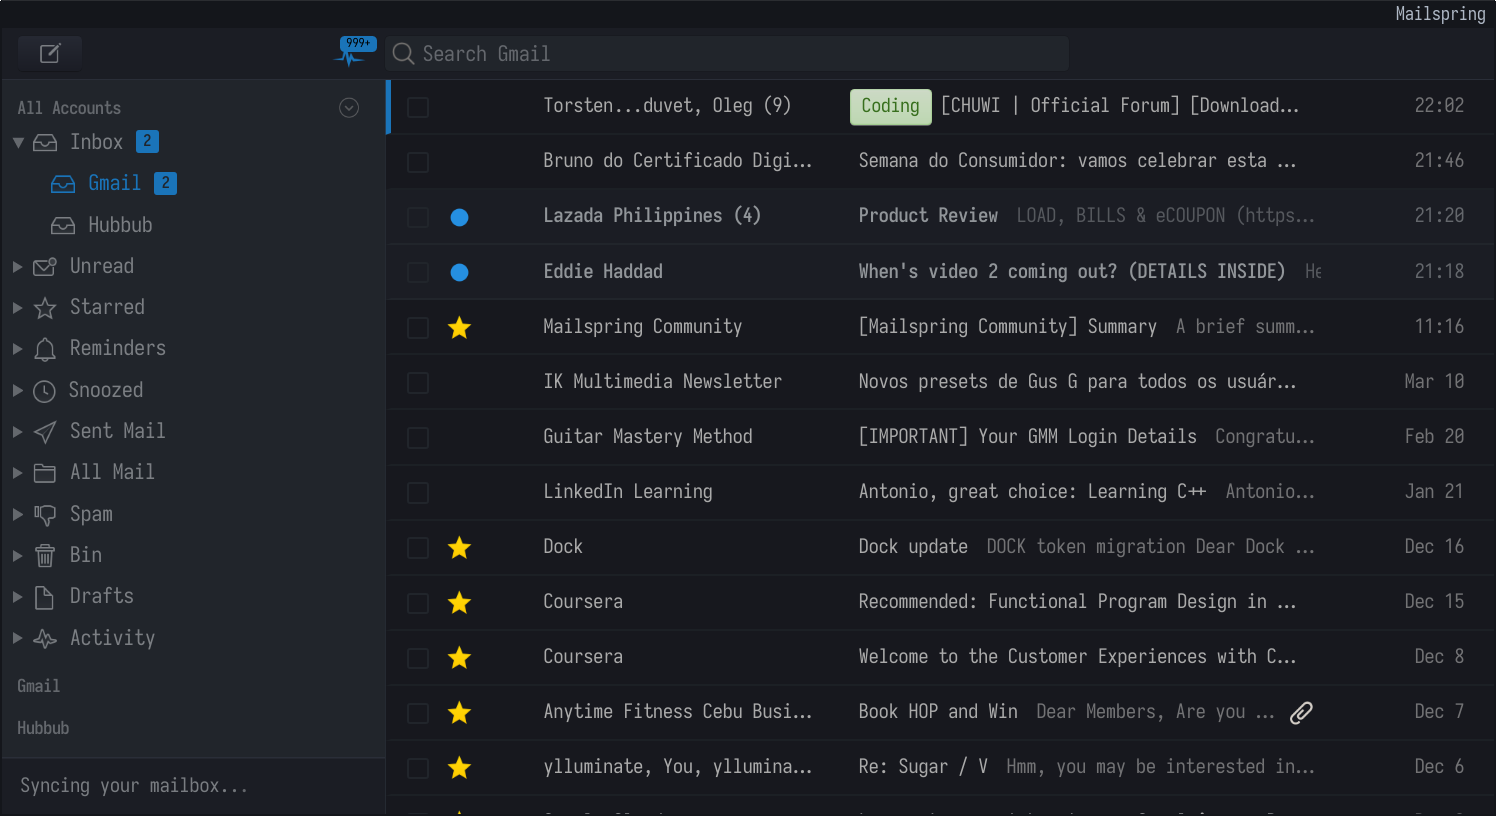 Mailspring
999+
Search Gmail
All Accounts
Inbox 2
Gmail 2
Hubbub
Unread
Starred
Reminders
Snoozed
Sent Mail
All Mail
Spam
Bin
Drafts
Activity
Gmail
Hubbub
Syncing your mailbox...
Torsten...duvet, Oleg (9) Coding [CHUWI | Official Forum] [Download... 22:02
Bruno do Certificado Digi... Semana do Consumidor: vamos celebrar esta ... 21:46
Lazada Philippines (4) Product Review LOAD, BILLS & eCOUPON (https... 21:20
Eddie Haddad When's video 2 coming out? (DETAILS INSIDE) He 21:18
Mailspring Community [Mailspring Community] Summary A brief summ... 11:16
IK Multimedia Newsletter Novos presets de Gus G para todos os usuár... Mar 10
Guitar Mastery Method [IMPORTANT] Your GMM Login Details Congratu... Feb 20
LinkedIn Learning Antonio, great choice: Learning C++ Antonio... Jan 21
Dock Dock update DOCK token migration Dear Dock ... Dec 16
Coursera Recommended: Functional Program Design in ... Dec 15
Coursera Welcome to the Customer Experiences with C... Dec 8
Anytime Fitness Cebu Busi... Book HOP and Win Dear Members, Are you ... Dec 7
ylluminate, You, yllumina... Re: Sugar / V Hmm, you may be interested in... Dec 6